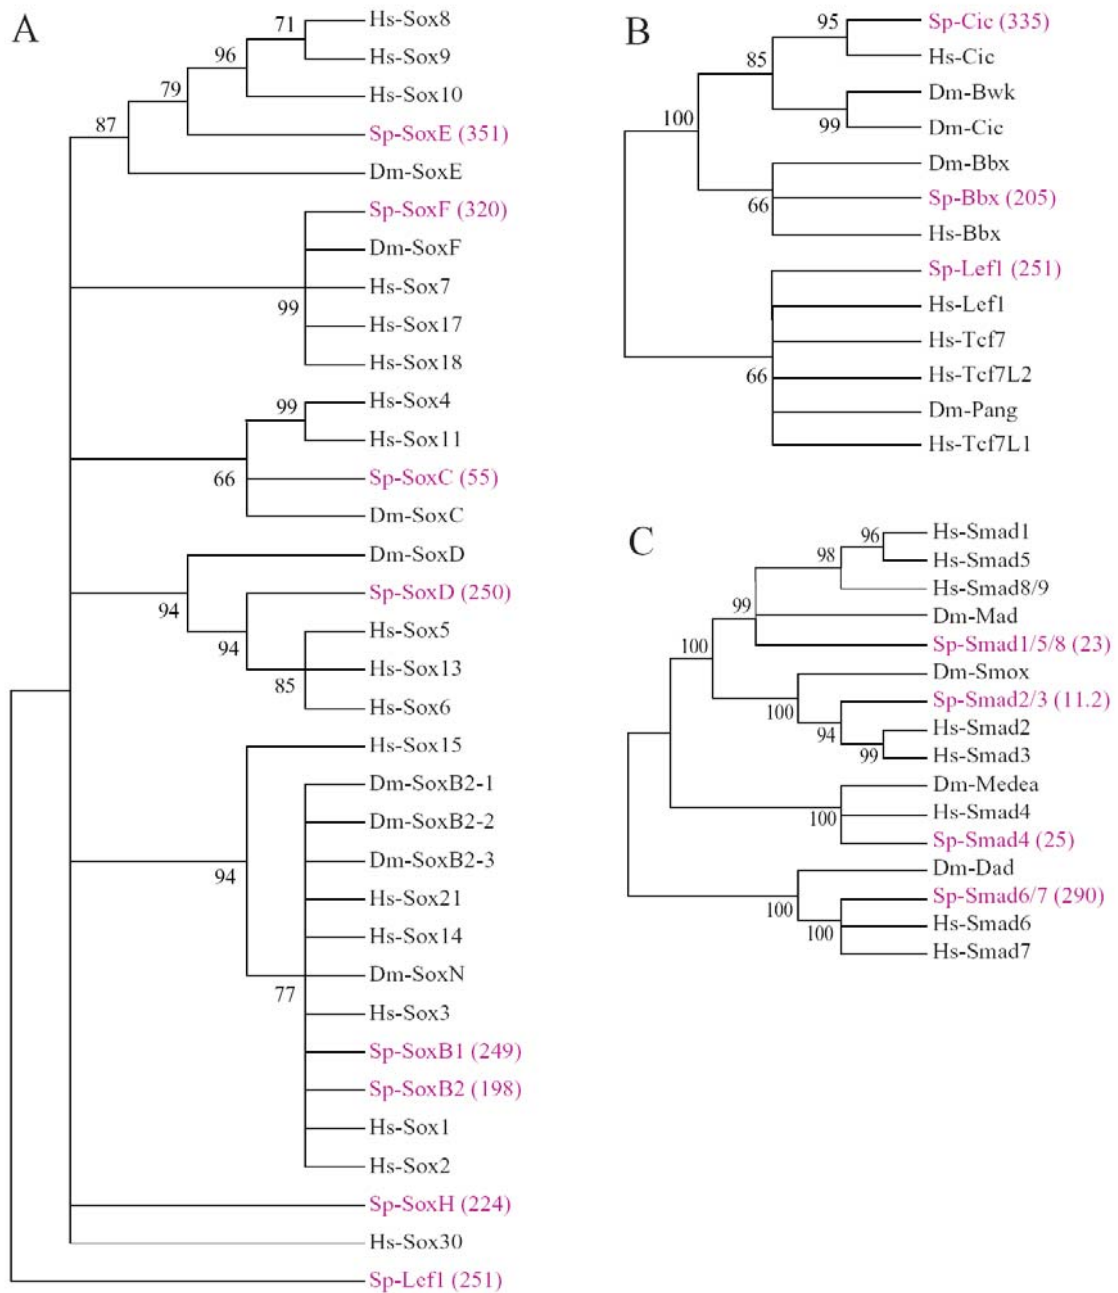 A
71
Hs-Sox8
96
Hs-Sox9
79
Hs-Sox10
87
Sp-SoxE (351)
Dm-SoxE
Sp-SoxF (320)
Dm-SoxF
Hs-Sox7
99
Hs-Sox17
Hs-Sox18
99
Hs-Sox4
Hs-Sox11
66
Sp-SoxC (55)
Dm-SoxC
Dm-SoxD
94
Sp-SoxD (250)
94
Hs-Sox5
Hs-Sox13
85
Hs-Sox6
Hs-Sox15
Dm-SoxB2-1
Dm-SoxB2-2
Dm-SoxB2-3
94
Hs-Sox21
Hs-Sox14
Dm-SoxN
77
Hs-Sox3
Sp-SoxB1 (249)
Sp-SoxB2 (198)
Hs-Sox1
Hs-Sox2
Sp-SoxH (224)
Hs-Sox30
Sp-Lef1 (251)
B
95
Sp-Cic (335)
85
Hs-Cic
Dm-Bwk
100
99
Dm-Cic
Dm-Bbx
66
Sp-Bbx (205)
Hs-Bbx
Sp-Lef1 (251)
Hs-Lef1
Hs-Tcf7
66
Hs-Tcf7L2
Dm-Pang
Hs-Tcf7L1
C
96
Hs-Smad1
98
Hs-Smad5
Hs-Smad8/9
99
Dm-Mad
100
Sp-Smad1/5/8 (23)
Dm-Smox
100
Sp-Smad2/3 (11.2)
94
Hs-Smad2
99
Hs-Smad3
Dm-Medea
100
Hs-Smad4
Sp-Smad4 (25)
Dm-Dad
100
Sp-Smad6/7 (290)
100
Hs-Smad6
Hs-Smad7